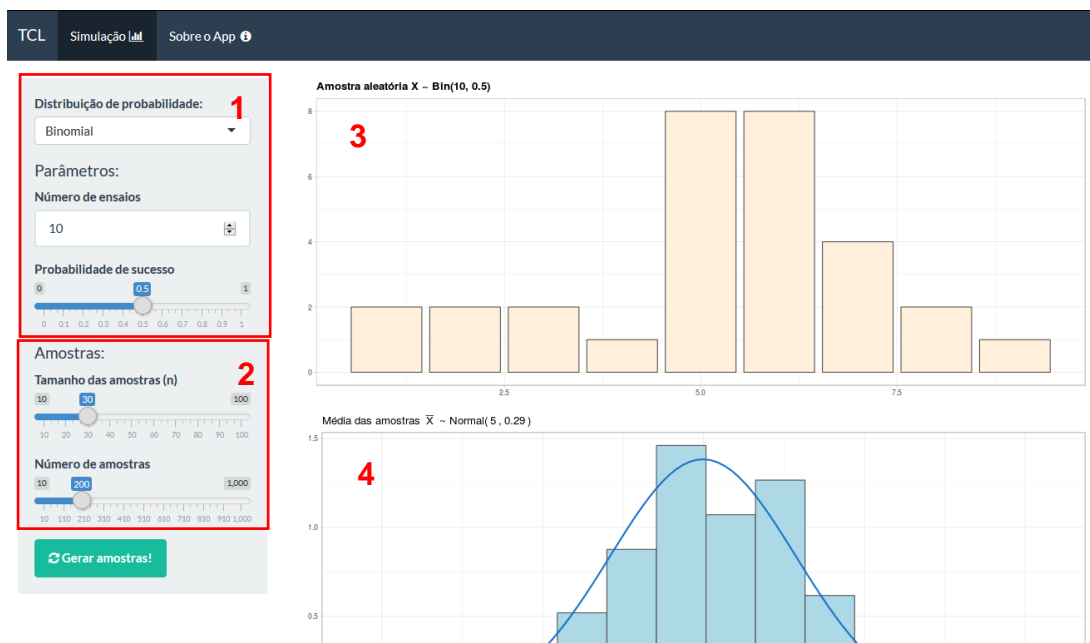 TCL Simulação Sobre o App
Distribuição de probabilidade:
1
Binomial
Parâmetros:
Número de ensaios
10
Probabilidade de sucesso
0 0.5 1
0 0.1 0.2 0.3 0.4 0.5 0.6 0.7 0.8 0.9 1
Amostras:
2
Tamanho das amostras (n)
10 30 100
10 20 30 40 50 60 70 80 90 100
Número de amostras
10 200 1,000
10 110 210 310 410 510 610 710 810 910 1,000
Gerar amostras!
Amostra aleatória X ~ Bin(10, 0.5)
3
8
6
4
2
0
2.5 5.0 7.5
Média das amostras X̅ ~ Normal( 5 , 0.29 )
4
1.5
1.0
0.5